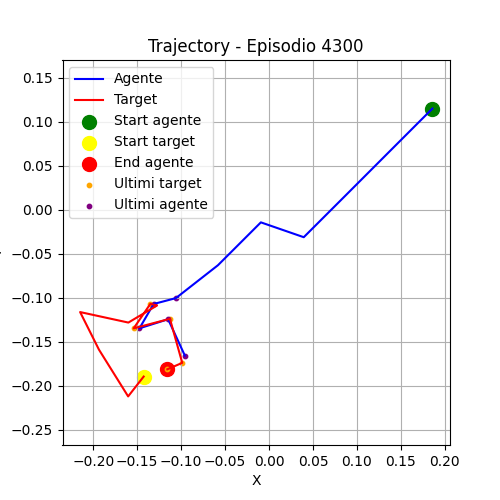 Trajectory - Episodio 4300
Agente
Target
Start agente
Start target
End agente
Ultimi target
Ultimi agente
0.15
0.10
0.05
0.00
−0.05
−0.10
−0.15
−0.20
−0.25
−0.20 −0.15 −0.10 −0.05 0.00 0.05 0.10 0.15 0.20
X